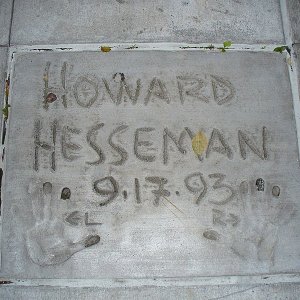 HOWARD
HESSEMAN
9.17.93
←L R→